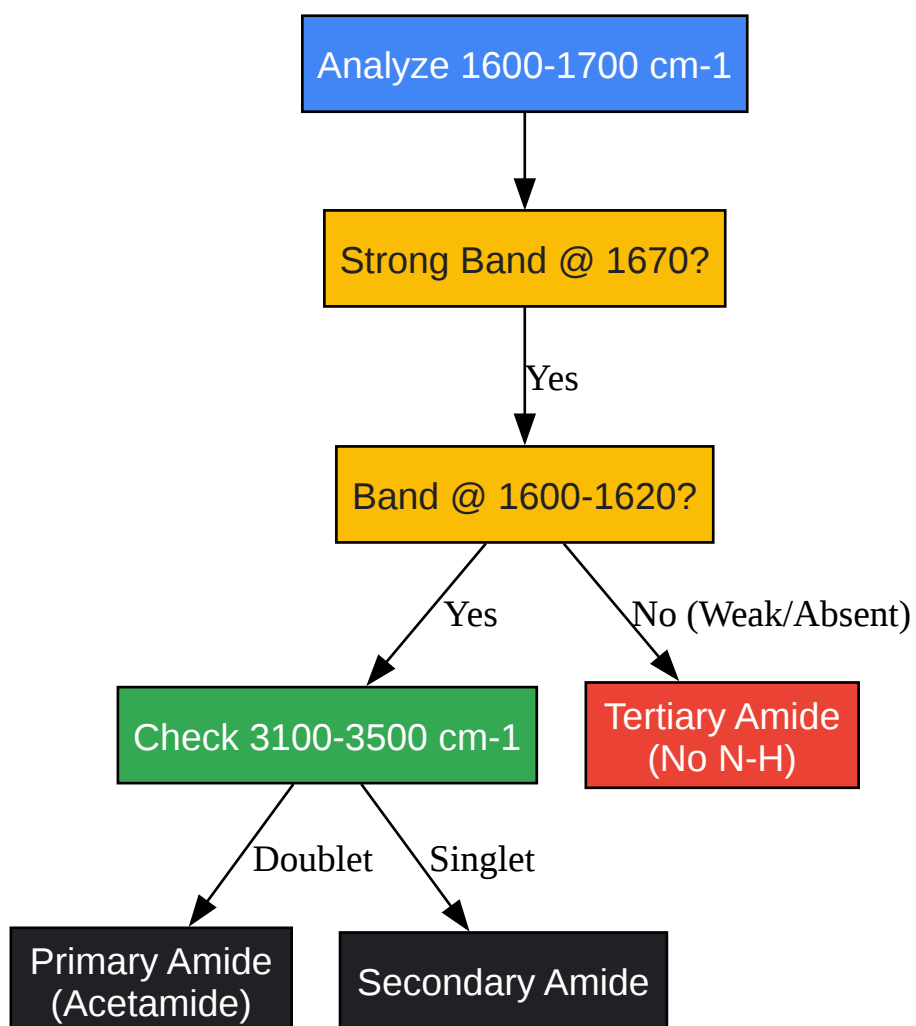 Analyze 1600-1700 cm-1
Strong Band @ 1670?
Yes
Band @ 1600-1620?
Yes
No (Weak/Absent)
Check 3100-3500 cm-1
Tertiary Amide
(No N-H)
Doublet
Singlet
Primary Amide
(Acetamide)
Secondary Amide